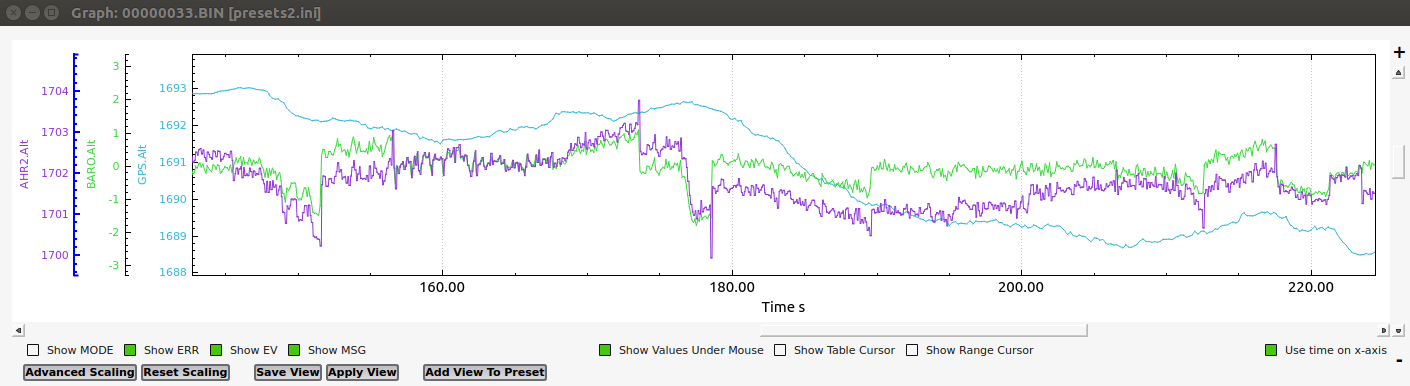 Graph: 00000033.BIN [presets2.ini]
+
AHR2.Alt
1704
1703
1702
1701
1700
BARO.Alt
3
2
1
0
-1
-2
-3
GPS.Alt
1693
1692
1691
1690
1689
1688
160.00 180.00 200.00 220.00
Time s
Show MODE Show ERR Show EV Show MSG Show Values Under Mouse Show Table Cursor Show Range Cursor Use time on x-axis
-
Advanced Scaling Reset Scaling Save View Apply View Add View To Preset